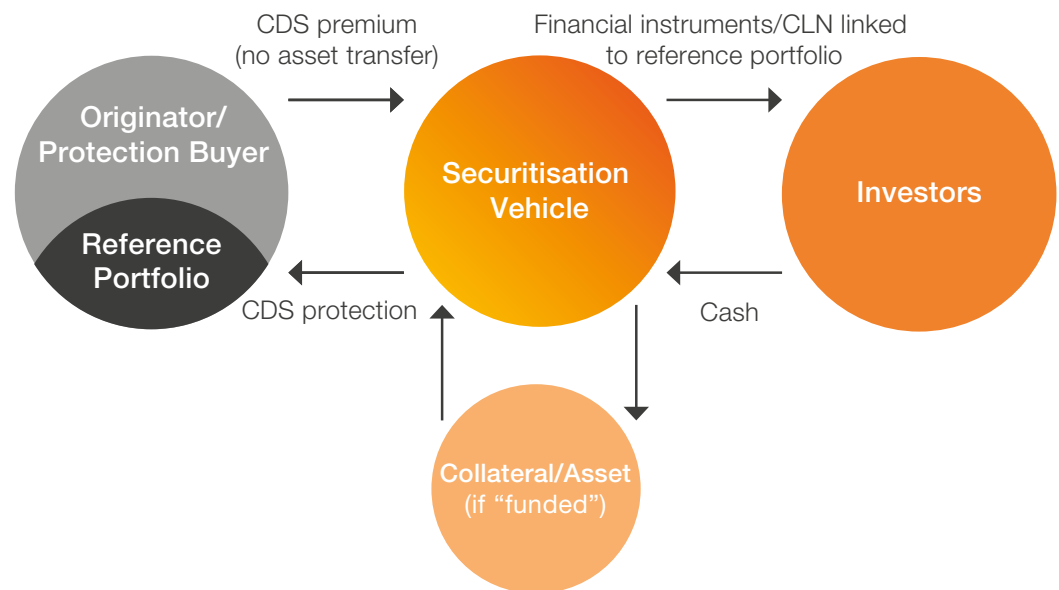 CDS premium
(no asset transfer)
Financial instruments/CLN linked
to reference portfolio
Originator/
Protection Buyer
Reference
Portfolio
Securitisation
Vehicle
Investors
CDS protection
Cash
Collateral/Asset
(if “funded”)